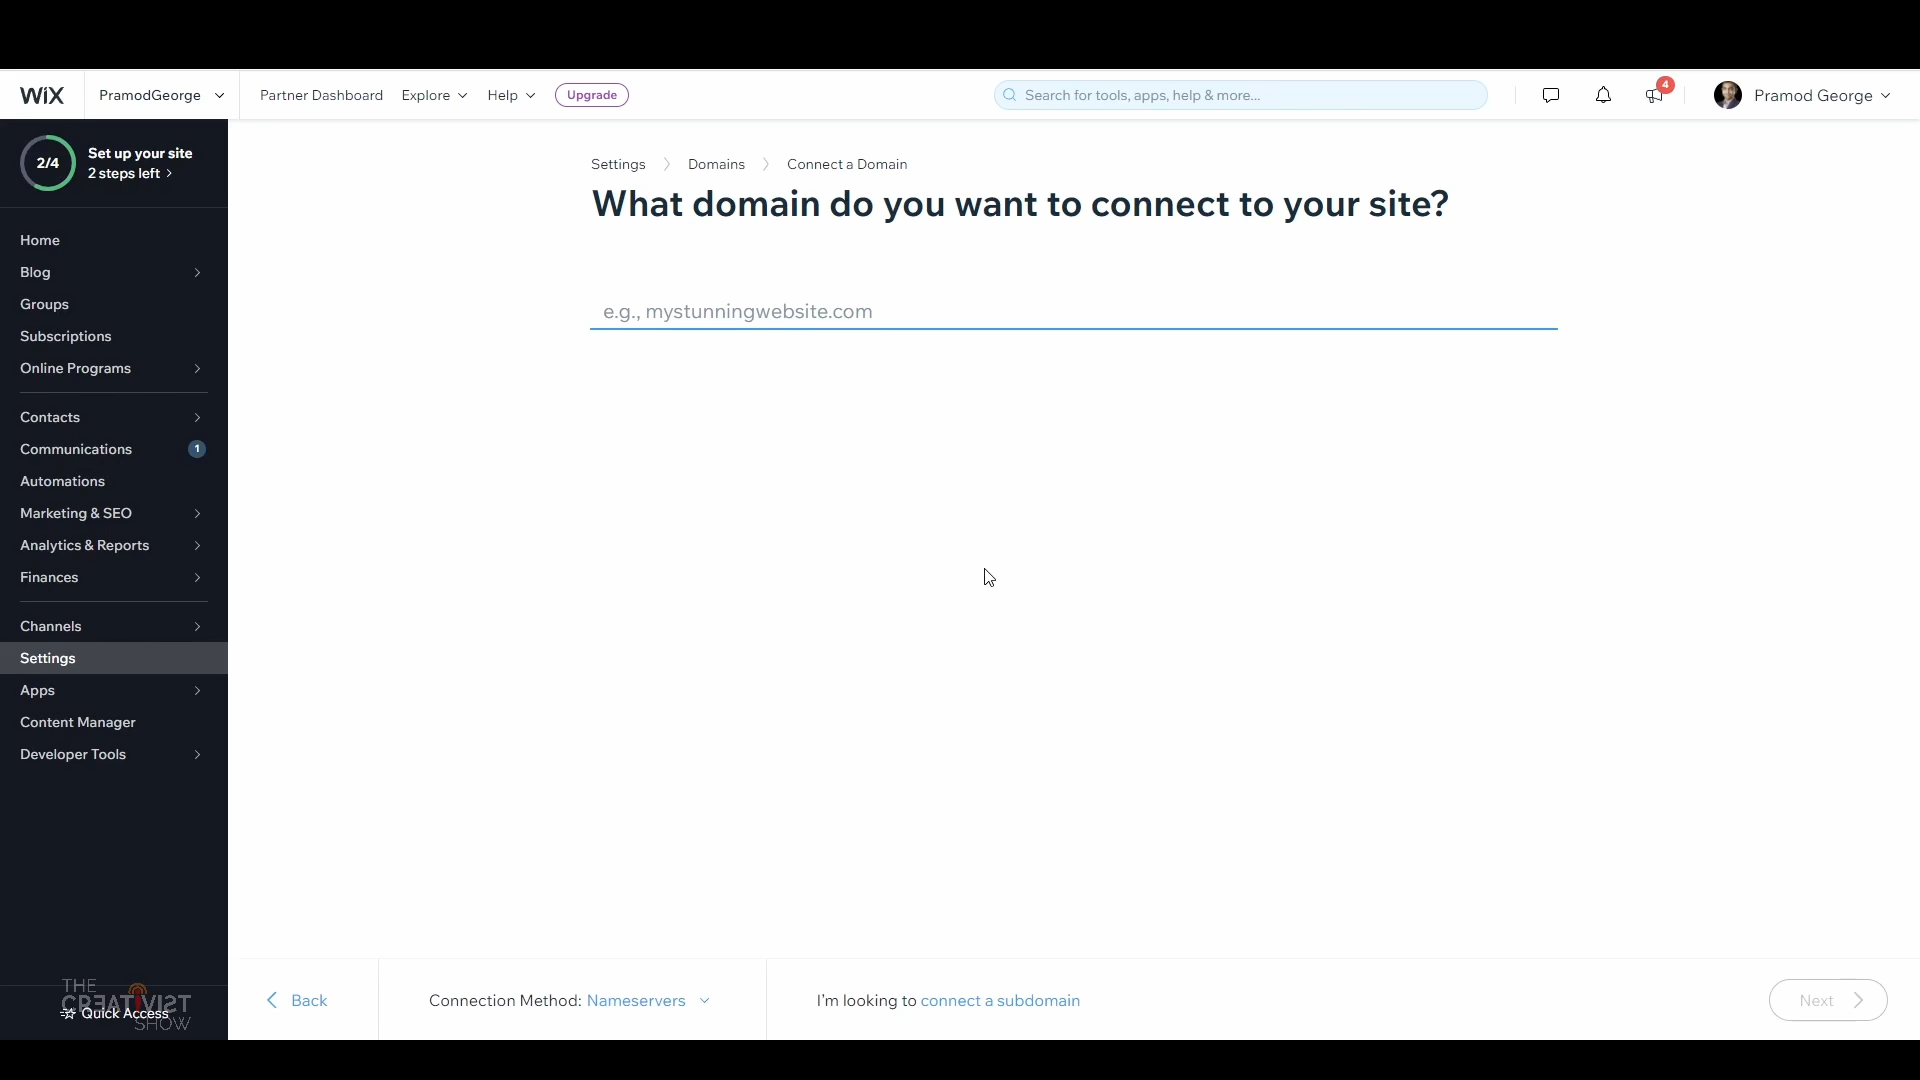 WiX
PramodGeorge
Partner Dashboard
Explore
Help
Upgrade
Search for tools, apps, help & more...
4
Pramod George
2/4
Set up your site
2 steps left
Home
Blog
Groups
Subscriptions
Online Programs
Contacts
Communications
1
Automations
Marketing & SEO
Analytics & Reports
Finances
Channels
Settings
Apps
Content Manager
Developer Tools
THE
CREATIVIST
SHOW
Quick Access
Settings
Domains
Connect a Domain
What domain do you want to connect to your site?
e.g., mystunningwebsite.com
Back
Connection Method: Nameservers
I'm looking to connect a subdomain
Next